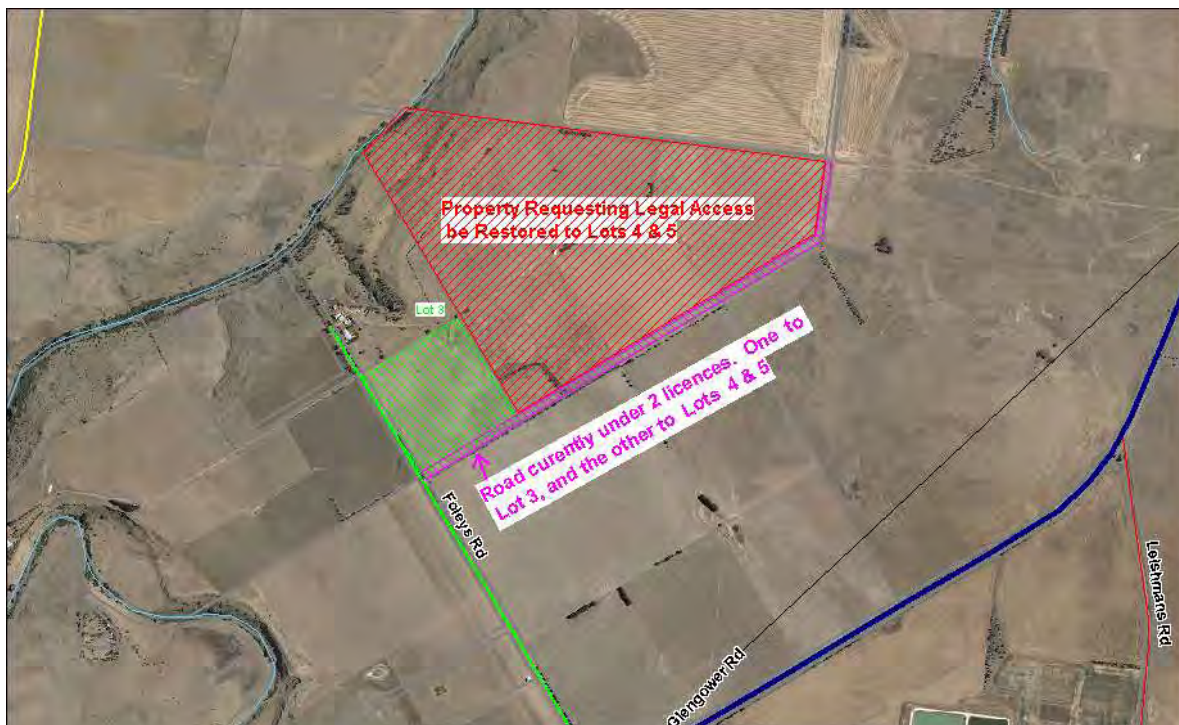 Property Requesting Legal Access
be Restored to Lots 4 & 5
Lot 3
Road curently under 2 licences. One to
Lot 3, and the other to Lots 4 & 5
Foleys Rd
Glengower Rd
Leishmans Rd